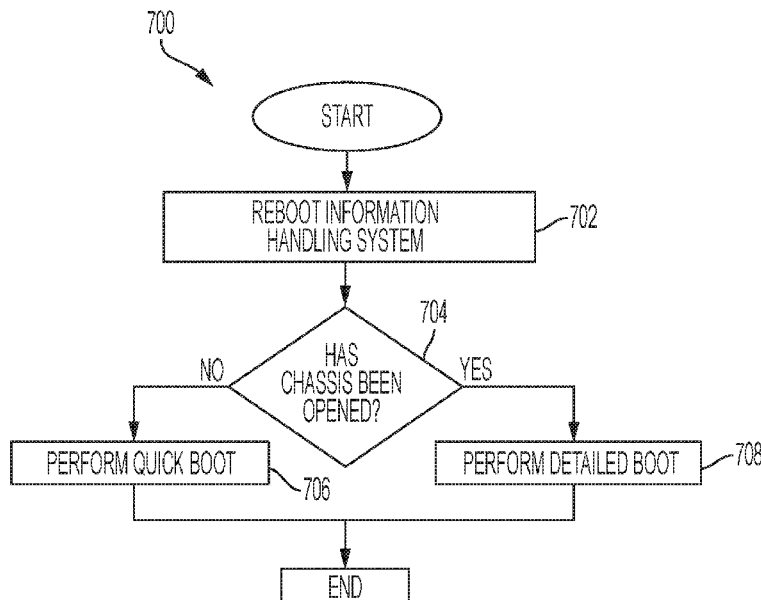 700
START
REBOOT INFORMATION
HANDLING SYSTEM
702
704
HAS
CHASSIS BEEN
OPENED?
NO
YES
PERFORM QUICK BOOT
706
PERFORM DETAILED BOOT
708
END